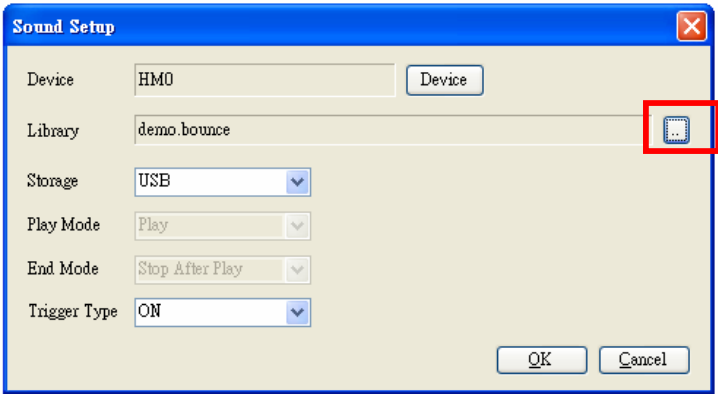 Sound Setup
Device HM0 Device
Library demo.bounce ..
Storage USB
Play Mode Play
End Mode Stop After Play
Trigger Type ON
OK Cancel